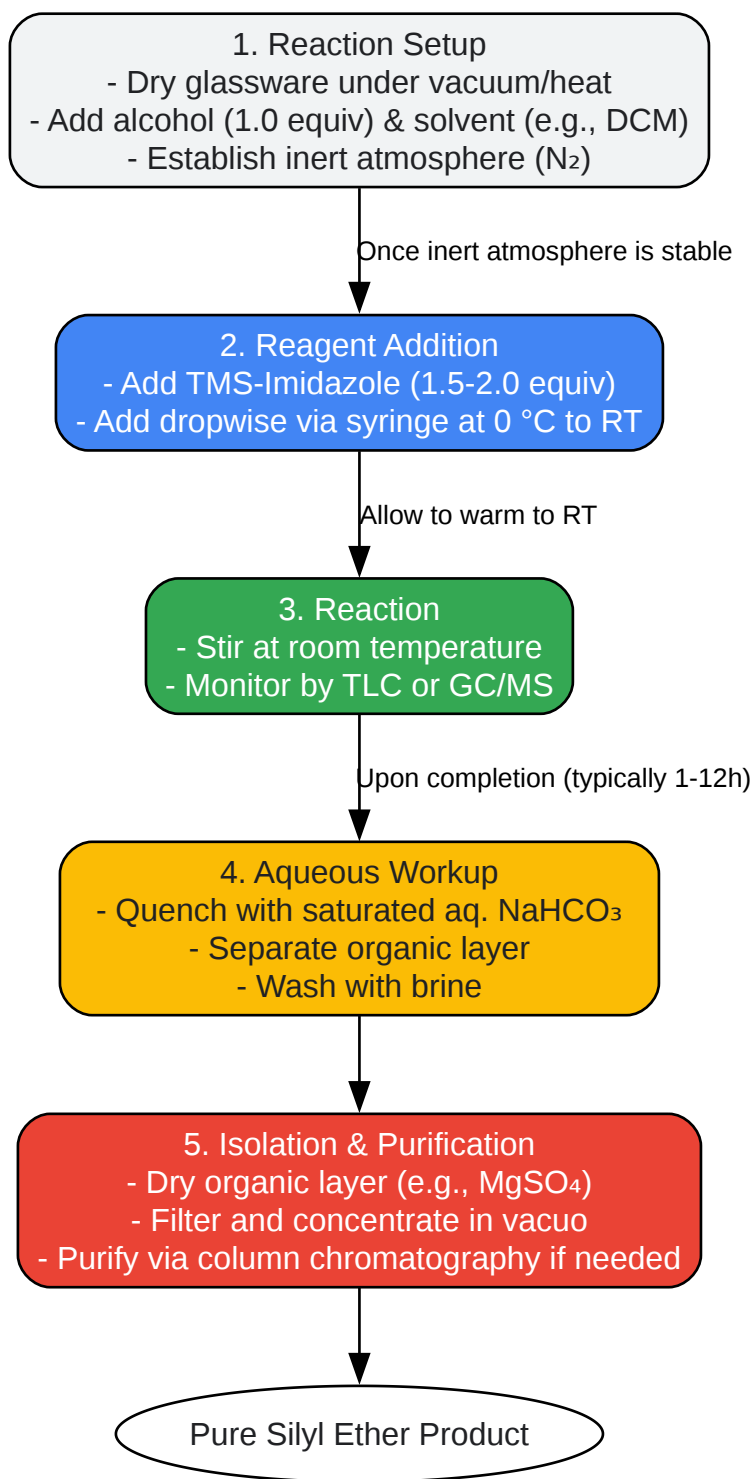 1. Reaction Setup
- Dry glassware under vacuum/heat
- Add alcohol (1.0 equiv) & solvent (e.g., DCM)
- Establish inert atmosphere (N₂)
Once inert atmosphere is stable
2. Reagent Addition
- Add TMS-Imidazole (1.5-2.0 equiv)
- Add dropwise via syringe at 0 °C to RT
Allow to warm to RT
3. Reaction
- Stir at room temperature
- Monitor by TLC or GC/MS
Upon completion (typically 1-12h)
4. Aqueous Workup
- Quench with saturated aq. NaHCO₃
- Separate organic layer
- Wash with brine
5. Isolation & Purification
- Dry organic layer (e.g., MgSO₄)
- Filter and concentrate in vacuo
- Purify via column chromatography if needed
Pure Silyl Ether Product